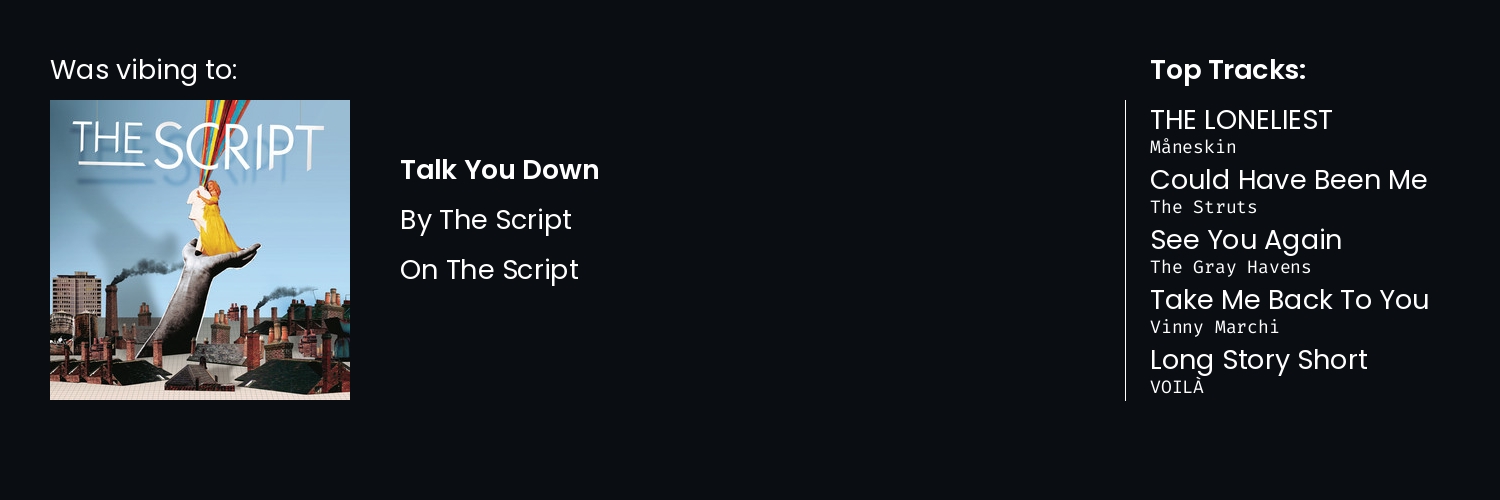 Was vibing to:
THE SCRIPT
Talk You Down
By The Script
On The Script
Top Tracks:
THE LONELIEST
Måneskin
Could Have Been Me
The Struts
See You Again
The Gray Havens
Take Me Back To You
Vinny Marchi
Long Story Short
VOILÀ